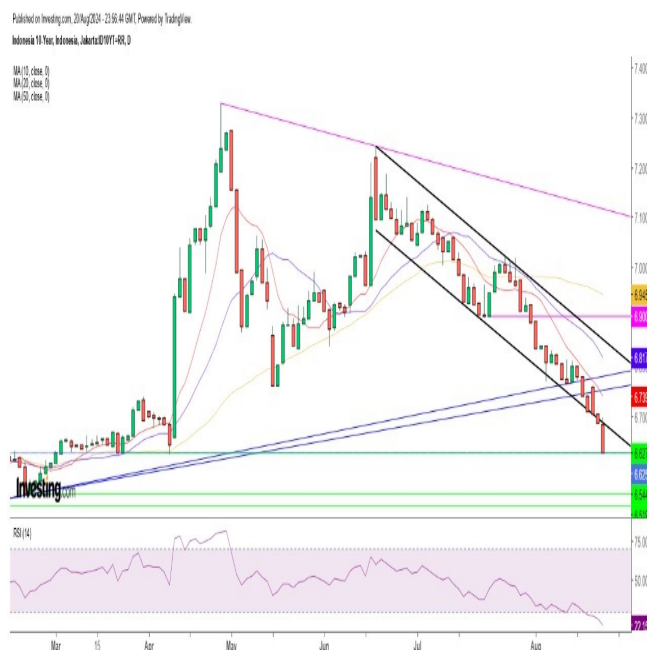 Published on Investing.com, 20/Aug/2024 - 23:56:44 GMT, Powered by TradingView.
Indonesia 10-Year, Indonesia, Jakarta:ID10YT=RR, D
MA (10, close, 0)
MA (20, close, 0)
MA (50, close, 0)
7.400
7.300
7.200
7.100
7.000
6.900
6.817
6.739
6.700
6.627
6.625
6.544
Investing.com
RSI (14)
75.00
50.00
Mar
15
Apr
May
Jun
Jul
Aug